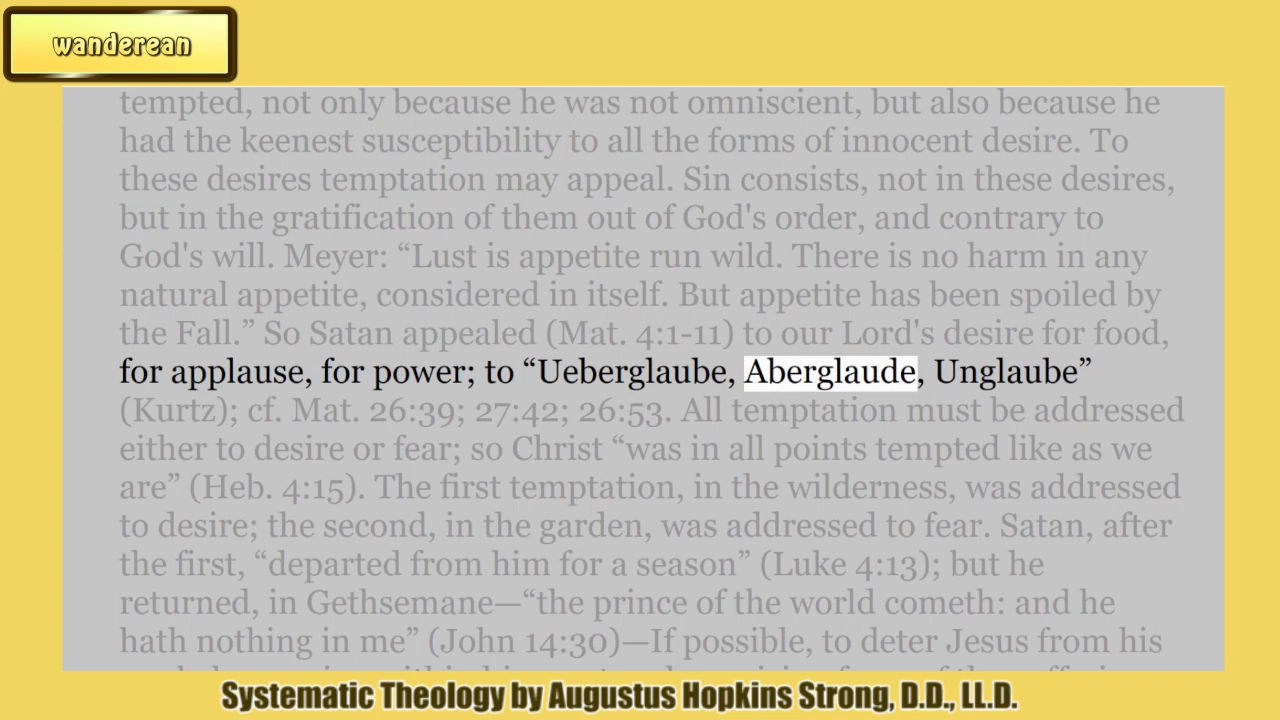 wanderean
tempted, not only because he was not omniscient, but also because he
had the keenest susceptibility to all the forms of innocent desire. To
these desires temptation may appeal. Sin consists, not in these desires,
but in the gratification of them out of God's order, and contrary to
God's will. Meyer: “Lust is appetite run wild. There is no harm in any
natural appetite, considered in itself. But appetite has been spoiled by
the Fall.” So Satan appealed (Mat. 4:1-11) to our Lord's desire for food,
for applause, for power; to “Ueberglaube, Aberglaude, Unglaube”
(Kurtz); cf. Mat. 26:39; 27:42; 26:53. All temptation must be addressed
either to desire or fear; so Christ “was in all points tempted like as we
are” (Heb. 4:15). The first temptation, in the wilderness, was addressed
to desire; the second, in the garden, was addressed to fear. Satan, after
the first, “departed from him for a season” (Luke 4:13); but he
returned, in Gethsemane—“the prince of the world cometh: and he
hath nothing in me” (John 14:30)—If possible, to deter Jesus from his
Systematic Theology by Augustus Hopkins Strong, D.D., LL.D.